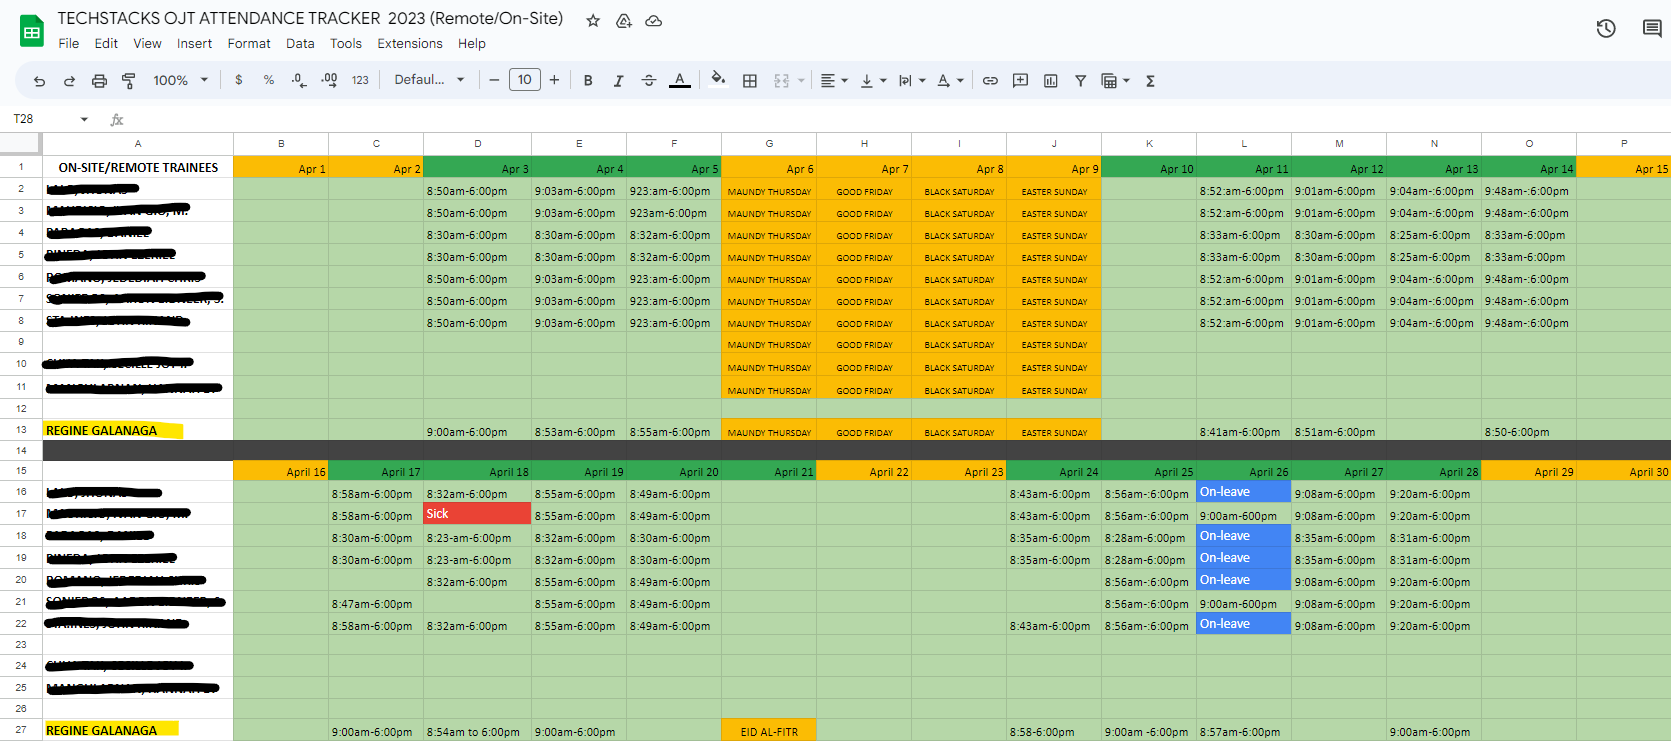 TECHSTACKS OJT ATTENDANCE TRACKER 2023 (Remote/On-Site)
File Edit View Insert Format Data Tools Extensions Help
100% $ % .0 .00 123 Defaul... − 10 + B I A Σ
T28 fx
A B C D E F G H I J K L M N O P
1 ON-SITE/REMOTE TRAINEES Apr 1 Apr 2 Apr 3 Apr 4 Apr 5 Apr 6 Apr 7 Apr 8 Apr 9 Apr 10 Apr 11 Apr 12 Apr 13 Apr 14 Apr 15
2 8:50am-6:00pm 9:03am-6:00pm 923:am-6:00pm MAUNDY THURSDAY GOOD FRIDAY BLACK SATURDAY EASTER SUNDAY 8:52:am-6:00pm 9:01am-6:00pm 9:04am-:6:00pm 9:48am-:6:00pm
3 8:50am-6:00pm 9:03am-6:00pm 923am-6:00pm MAUNDY THURSDAY GOOD FRIDAY BLACK SATURDAY EASTER SUNDAY 8:52:am-6:00pm 9:01am-6:00pm 9:04am-:6:00pm 9:48am-:6:00pm
4 8:30am-6:00pm 8:30am-6:00pm 8:32am-6:00pm MAUNDY THURSDAY GOOD FRIDAY BLACK SATURDAY EASTER SUNDAY 8:33am-6:00pm 8:30am-6:00pm 8:25am-6:00pm 8:33am-6:00pm
5 8:30am-6:00pm 8:30am-6:00pm 8:32am-6:00pm MAUNDY THURSDAY GOOD FRIDAY BLACK SATURDAY EASTER SUNDAY 8:33am-6:00pm 8:30am-6:00pm 8:25am-6:00pm 8:33am-6:00pm
6 8:50am-6:00pm 9:03am-6:00pm 923:am-6:00pm MAUNDY THURSDAY GOOD FRIDAY BLACK SATURDAY EASTER SUNDAY 8:52:am-6:00pm 9:01am-6:00pm 9:04am-:6:00pm 9:48am-:6:00pm
7 8:50am-6:00pm 9:03am-6:00pm 923:am-6:00pm MAUNDY THURSDAY GOOD FRIDAY BLACK SATURDAY EASTER SUNDAY 8:52:am-6:00pm 9:01am-6:00pm 9:04am-:6:00pm 9:48am-:6:00pm
8 8:50am-6:00pm 9:03am-6:00pm 923:am-6:00pm MAUNDY THURSDAY GOOD FRIDAY BLACK SATURDAY EASTER SUNDAY 8:52:am-6:00pm 9:01am-6:00pm 9:04am-:6:00pm 9:48am-:6:00pm
9 MAUNDY THURSDAY GOOD FRIDAY BLACK SATURDAY EASTER SUNDAY
10 MAUNDY THURSDAY GOOD FRIDAY BLACK SATURDAY EASTER SUNDAY
11 MAUNDY THURSDAY GOOD FRIDAY BLACK SATURDAY EASTER SUNDAY
12
13 REGINE GALANAGA 9:00am-6:00pm 8:53am-6:00pm 8:55am-6:00pm MAUNDY THURSDAY GOOD FRIDAY BLACK SATURDAY EASTER SUNDAY 8:41am-6:00pm 8:51am-6:00pm 8:50-6:00pm
14
15 April 16 April 17 April 18 April 19 April 20 April 21 April 22 April 23 April 24 April 25 April 26 April 27 April 28 April 29 April 30
16 8:58am-6:00pm 8:32am-6:00pm 8:55am-6:00pm 8:49am-6:00pm 8:43am-6:00pm 8:56am-:6:00pm On-leave 9:08am-6:00pm 9:20am-6:00pm
17 8:58am-6:00pm Sick 8:55am-6:00pm 8:49am-6:00pm 8:43am-6:00pm 8:56am-:6:00pm 9:00am-600pm 9:08am-6:00pm 9:20am-6:00pm
18 8:30am-6:00pm 8:23-am-6:00pm 8:32am-6:00pm 8:30am-6:00pm 8:35am-6:00pm 8:28am-6:00pm On-leave 8:35am-6:00pm 8:31am-6:00pm
19 8:30am-6:00pm 8:23-am-6:00pm 8:32am-6:00pm 8:30am-6:00pm 8:35am-6:00pm 8:28am-6:00pm On-leave 8:35am-6:00pm 8:31am-6:00pm
20 8:32am-6:00pm 8:55am-6:00pm 8:49am-6:00pm 8:56am-:6:00pm On-leave 9:08am-6:00pm 9:20am-6:00pm
21 8:47am-6:00pm 8:55am-6:00pm 8:49am-6:00pm 8:56am-:6:00pm 9:00am-600pm 9:08am-6:00pm 9:20am-6:00pm
22 8:58am-6:00pm 8:32am-6:00pm 8:55am-6:00pm 8:49am-6:00pm 8:43am-6:00pm 8:56am-:6:00pm On-leave 9:08am-6:00pm 9:20am-6:00pm
23
24
25
26
27 REGINE GALANAGA 9:00am-6:00pm 8:54am to 6:00pm 9:00am-6:00pm EID AL-FITR 8:58-6:00pm 9:00am -6:00pm 8:57am-6:00pm 9:00am-6:00pm